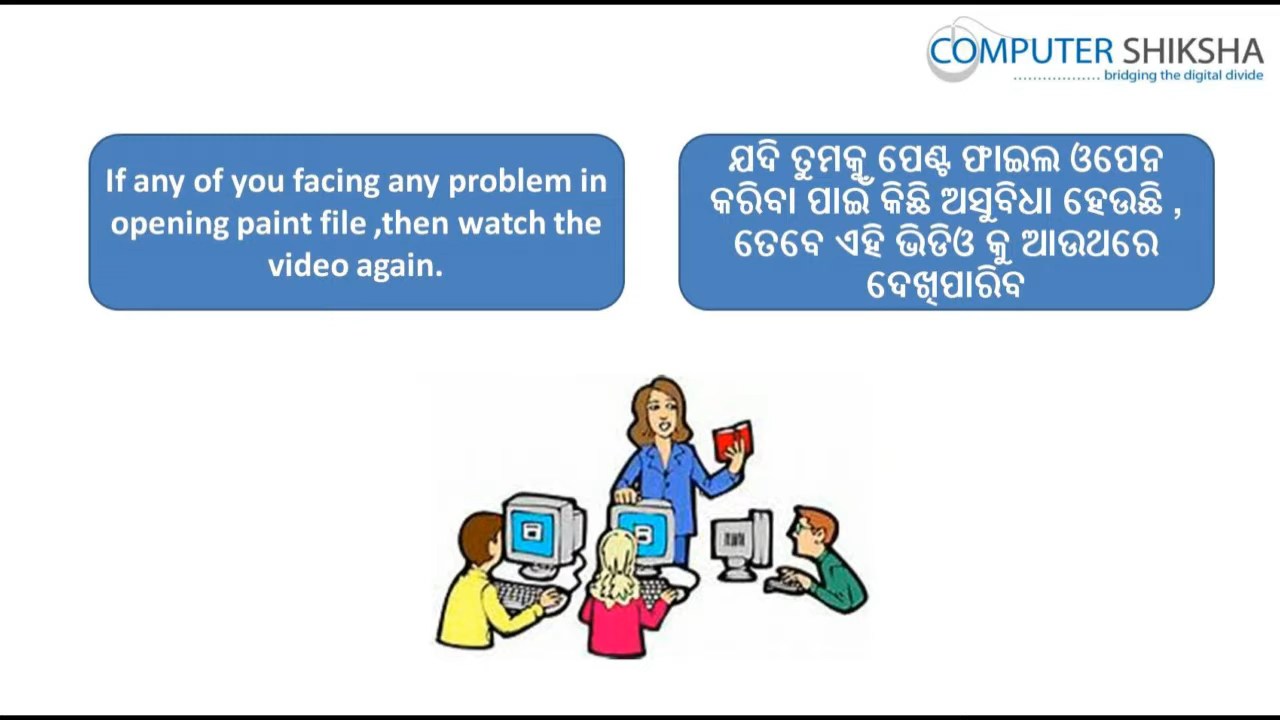 COMPUTER SHIKSHA
bridging the digital divide
If any of you facing any problem in
opening paint file ,then watch the
video again.
ଯଦି ତୁମକୁ ପେଣ୍ଟ ଫାଇଲ ଓପେନ
କରିବା ପାଇଁ କିଛି ଅସୁବିଧା ହେଉଛି ,
ତେବେ ଏହି ଭିଡିଓ କୁ ଆଉଥରେ
ଦେଖିପାରିବ